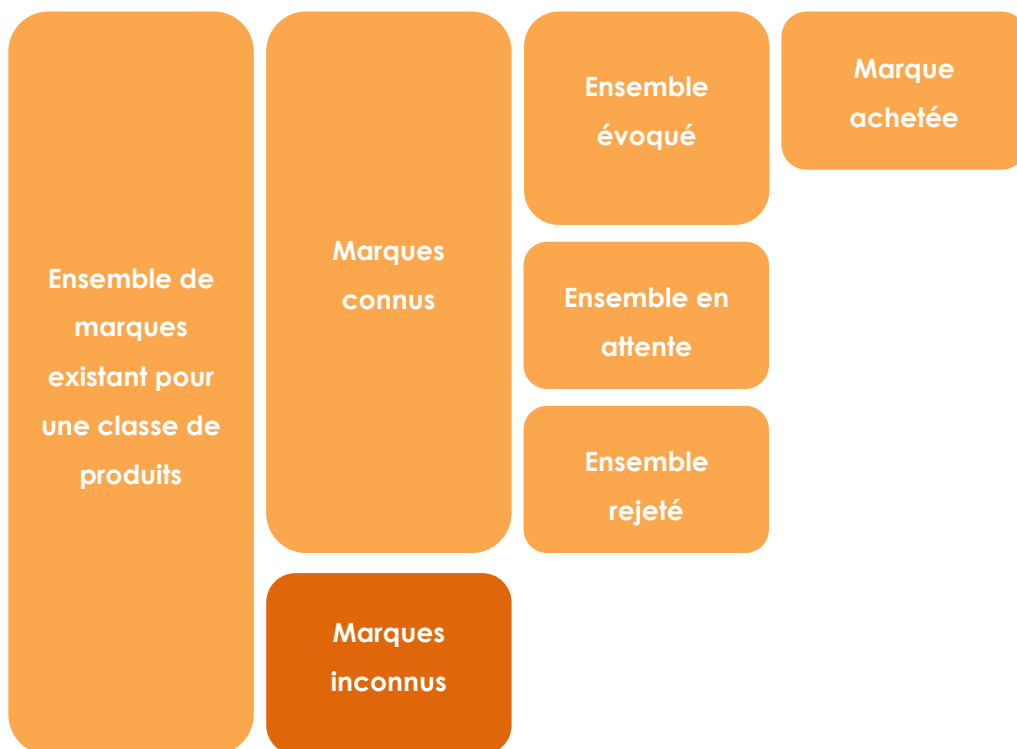 Ensemble de
marques
existant pour
une classe de
produits
Marques
connus
Marques
inconnus
Ensemble
évoqué
Ensemble en
attente
Ensemble
rejeté
Marque
achetée